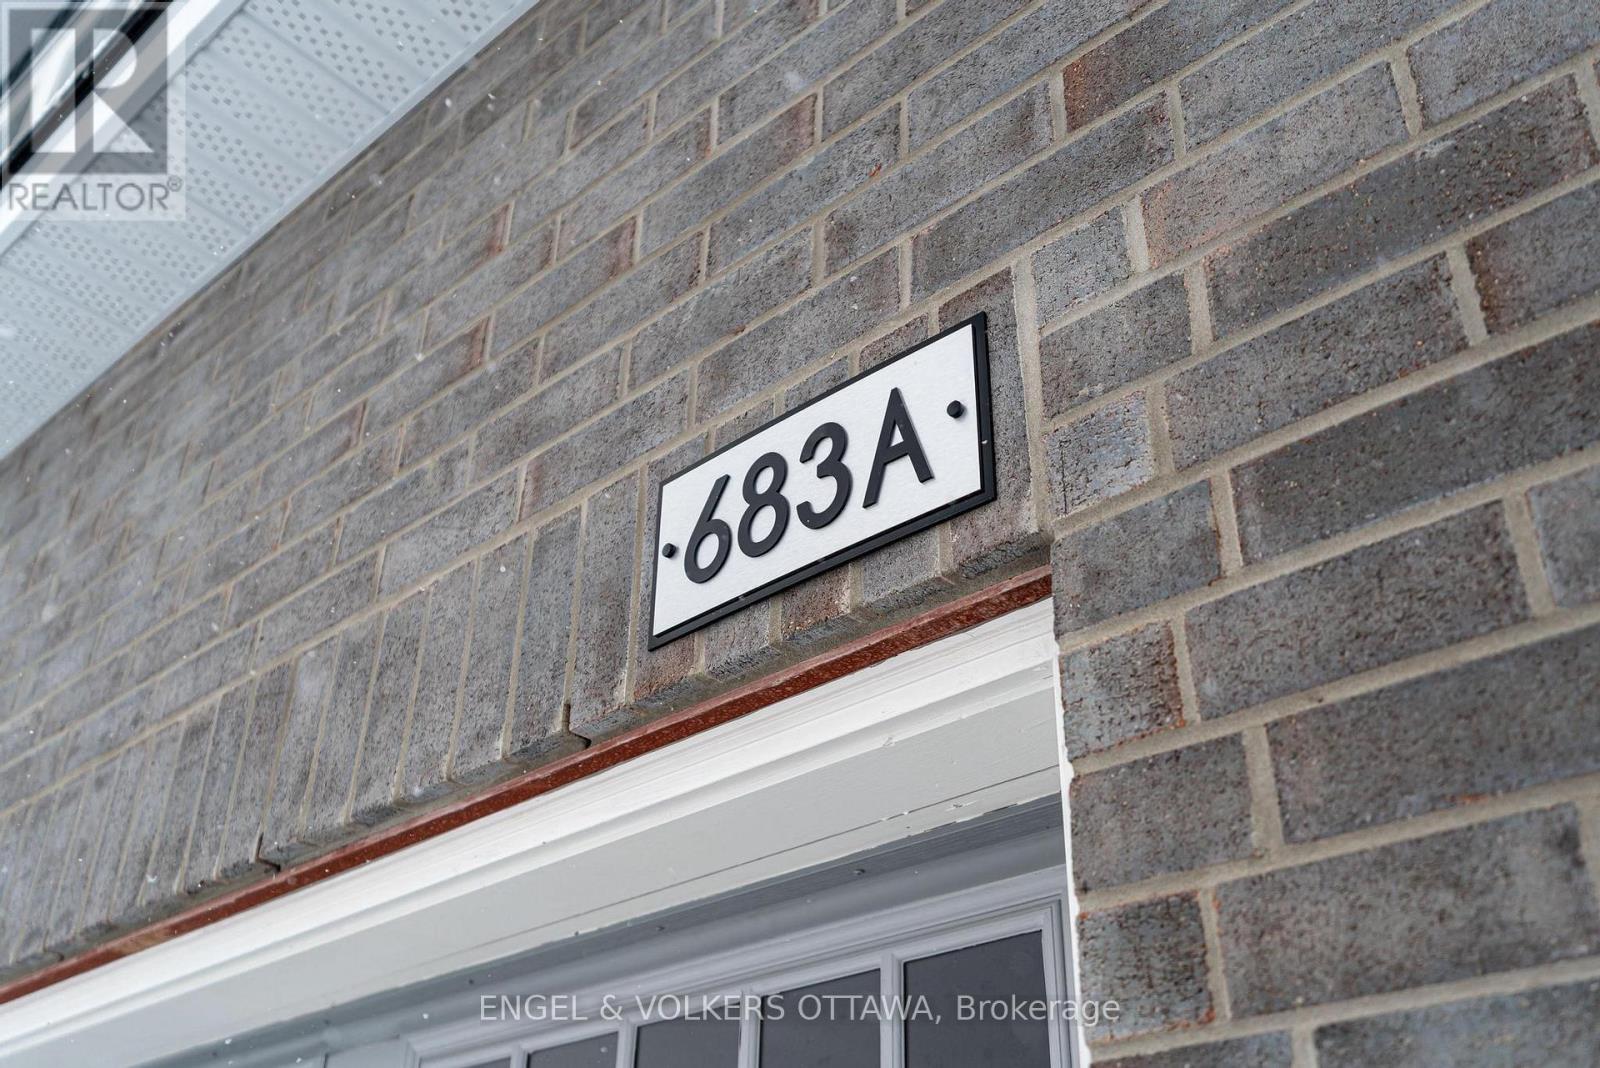 R
REALTOR®
683A
ENGEL & VOLKERS OTTAWA, Brokerage